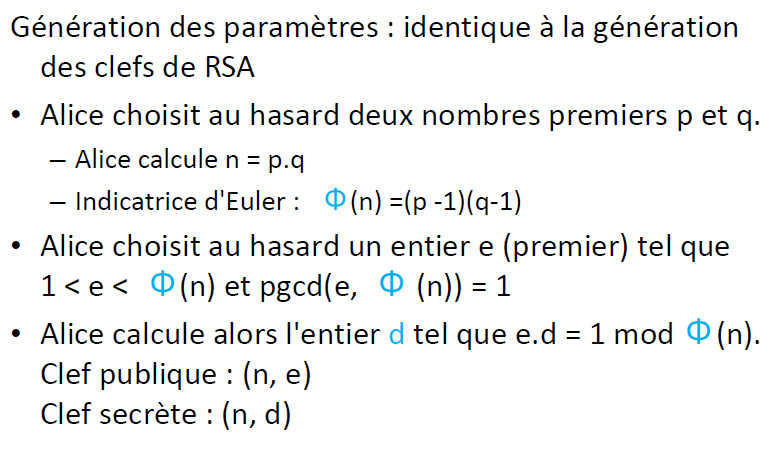 Génération des paramètres : identique à la génération
des clefs de RSA
• Alice choisit au hasard deux nombres premiers p et q.
– Alice calcule n = p.q
– Indicatrice d'Euler : Φ(n) =(p -1)(q-1)
• Alice choisit au hasard un entier e (premier) tel que
1 < e < Φ(n) et pgcd(e, Φ (n)) = 1
• Alice calcule alors l'entier d tel que e.d = 1 mod Φ(n).
Clef publique : (n, e)
Clef secrète : (n, d)